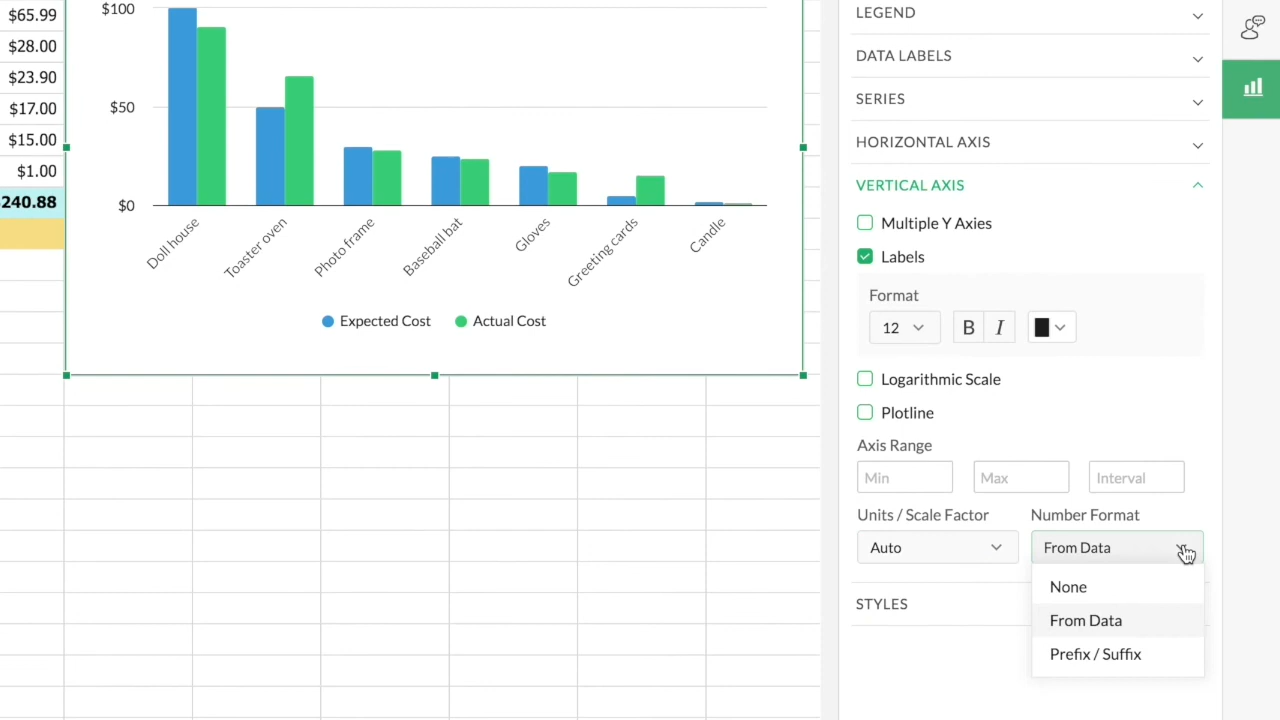 $65.99
$28.00
$23.90
$17.00
$15.00
$1.00
240.88
$100
$50
$0
Doll house
Toaster oven
Photo frame
Baseball bat
Gloves
Greeting cards
Candle
Expected Cost
Actual Cost
LEGEND
DATA LABELS
SERIES
HORIZONTAL AXIS
VERTICAL AXIS
Multiple Y Axies
Labels
Format
12 B I
Logarithmic Scale
Plotline
Axis Range
Min Max Interval
Units / Scale Factor Number Format
Auto From Data
None
From Data
Prefix / Suffix
STYLES